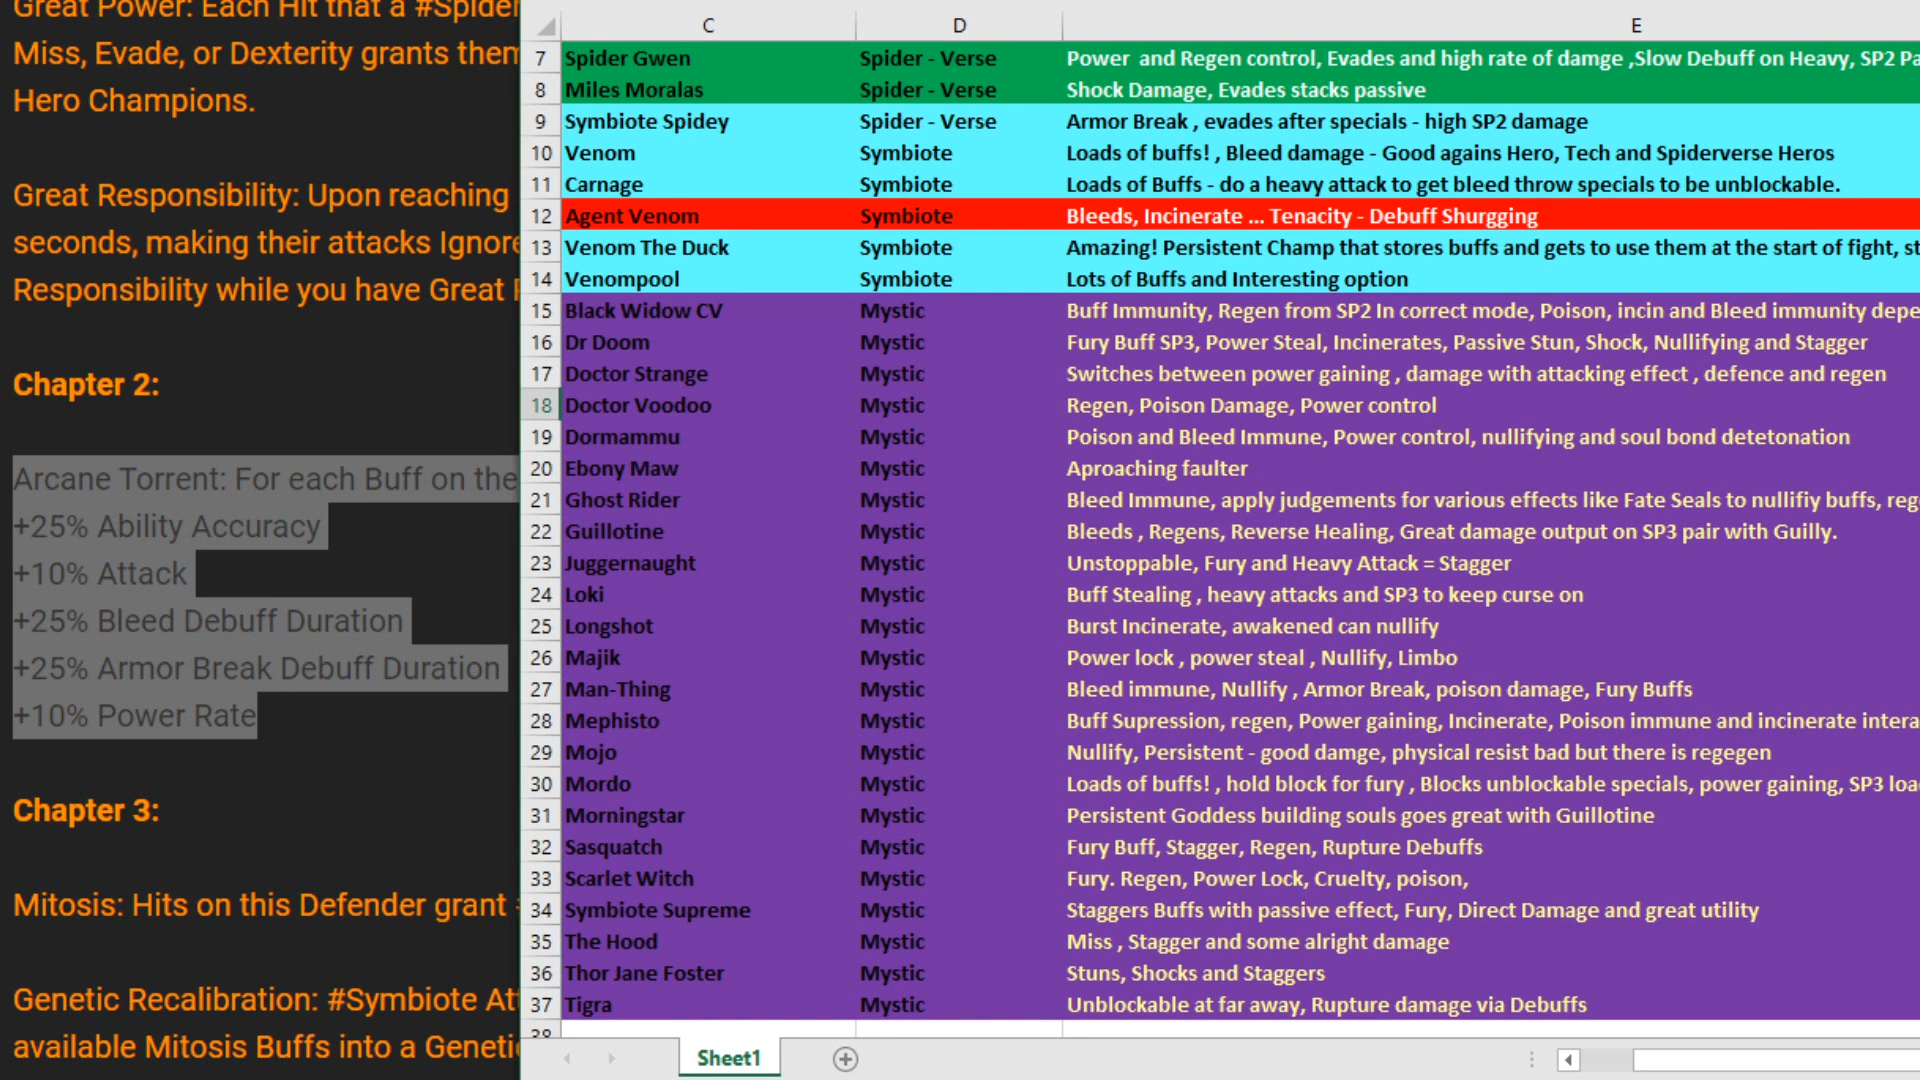 Great Power: Each Hit that a #Spider
Miss, Evade, or Dexterity grants them
Hero Champions.
Great Responsibility: Upon reaching
seconds, making their attacks Ignore
Responsibility while you have Great
Chapter 2:
Arcane Torrent: For each Buff on the
+25% Ability Accuracy
+10% Attack
+25% Bleed Debuff Duration
+25% Armor Break Debuff Duration
+10% Power Rate
Chapter 3:
Mitosis: Hits on this Defender grant
Genetic Recalibration: #Symbiote Att
available Mitosis Buffs into a Genetic
C D E
7 Spider Gwen Spider - Verse Power and Regen control, Evades and high rate of damge ,Slow Debuff on Heavy, SP2 Pa
8 Miles Moralas Spider - Verse Shock Damage, Evades stacks passive
9 Symbiote Spidey Spider - Verse Armor Break , evades after specials - high SP2 damage
10 Venom Symbiote Loads of buffs! , Bleed damage - Good agains Hero, Tech and Spiderverse Heros
11 Carnage Symbiote Loads of Buffs - do a heavy attack to get bleed throw specials to be unblockable.
12 Agent Venom Symbiote Bleeds, Incinerate ... Tenacity - Debuff Shurgging
13 Venom The Duck Symbiote Amazing! Persistent Champ that stores buffs and gets to use them at the start of fight, st
14 Venompool Symbiote Lots of Buffs and Interesting option
15 Black Widow CV Mystic Buff Immunity, Regen from SP2 In correct mode, Poison, incin and Bleed immunity depe
16 Dr Doom Mystic Fury Buff SP3, Power Steal, Incinerates, Passive Stun, Shock, Nullifying and Stagger
17 Doctor Strange Mystic Switches between power gaining , damage with attacking effect , defence and regen
18 Doctor Voodoo Mystic Regen, Poison Damage, Power control
19 Dormammu Mystic Poison and Bleed Immune, Power control, nullifying and soul bond detetonation
20 Ebony Maw Mystic Aproaching faulter
21 Ghost Rider Mystic Bleed Immune, apply judgements for various effects like Fate Seals to nullifiy buffs, reg
22 Guillotine Mystic Bleeds , Regens, Reverse Healing, Great damage output on SP3 pair with Guilly.
23 Juggernaught Mystic Unstoppable, Fury and Heavy Attack = Stagger
24 Loki Mystic Buff Stealing , heavy attacks and SP3 to keep curse on
25 Longshot Mystic Burst Incinerate, awakened can nullify
26 Majik Mystic Power lock , power steal , Nullify, Limbo
27 Man-Thing Mystic Bleed immune, Nullify , Armor Break, poison damage, Fury Buffs
28 Mephisto Mystic Buff Supression, regen, Power gaining, Incinerate, Poison immune and incinerate intera
29 Mojo Mystic Nullify, Persistent - good damge, physical resist bad but there is regegen
30 Mordo Mystic Loads of buffs! , hold block for fury , Blocks unblockable specials, power gaining, SP3 loa
31 Morningstar Mystic Persistent Goddess building souls goes great with Guillotine
32 Sasquatch Mystic Fury Buff, Stagger, Regen, Rupture Debuffs
33 Scarlet Witch Mystic Fury. Regen, Power Lock, Cruelty, poison,
34 Symbiote Supreme Mystic Staggers Buffs with passive effect, Fury, Direct Damage and great utility
35 The Hood Mystic Miss , Stagger and some alright damage
36 Thor Jane Foster Mystic Stuns, Shocks and Staggers
37 Tigra Mystic Unblockable at far away, Rupture damage via Debuffs
38
Sheet1